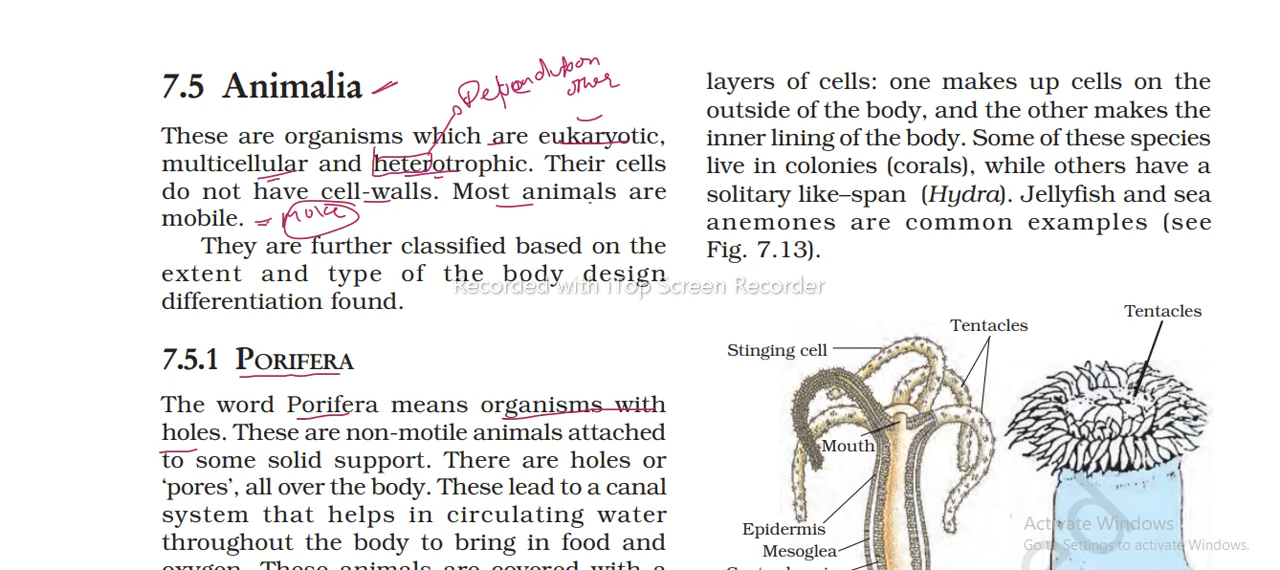 7.5 Animalia
Depend upon
other
These are organisms which are eukaryotic,
multicellular and heterotrophic. Their cells
do not have cell-walls. Most animals are
mobile. = move
They are further classified based on the
extent and type of the body design
differentiation found.
7.5.1 PORIFERA
The word Porifera means organisms with
holes. These are non-motile animals attached
to some solid support. There are holes or
‘pores’, all over the body. These lead to a canal
system that helps in circulating water
throughout the body to bring in food and
oxygen. These animals are covered with a
layers of cells: one makes up cells on the
outside of the body, and the other makes the
inner lining of the body. Some of these species
live in colonies (corals), while others have a
solitary like–span (Hydra). Jellyfish and sea
anemones are common examples (see
Fig. 7.13).
Recorded with iTop Screen Recorder
Tentacles
Tentacles
Stinging cell
Mouth
Epidermis
Mesoglea
Activate Windows
Go to Settings to activate Windows.